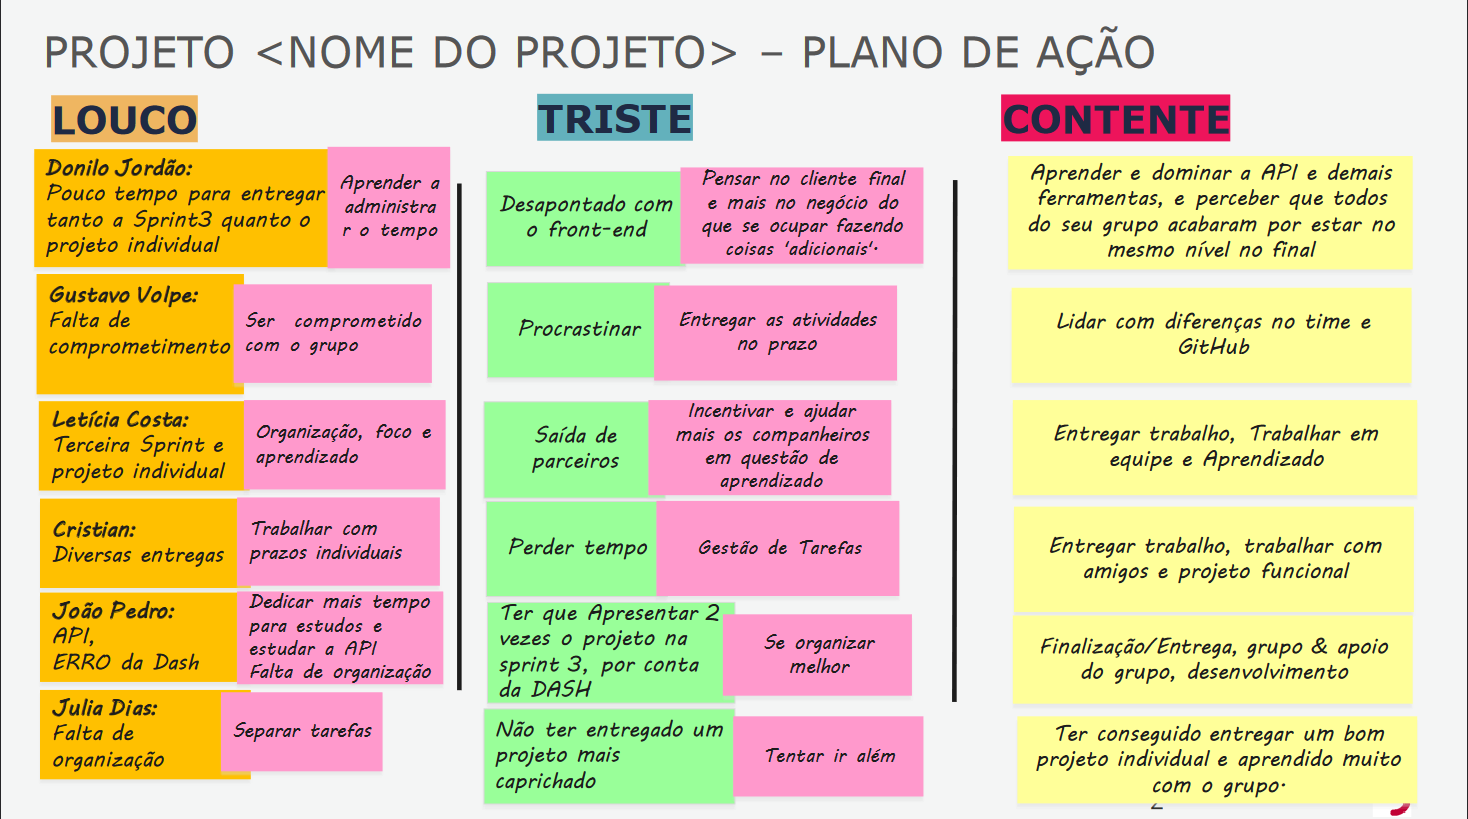 PROJETO <NOME DO PROJETO> – PLANO DE AÇÃO
LOUCO
Donilo Jordão:
Pouco tempo para entregar
tanto a Sprint3 quanto o
projeto individual
Aprender a
administra
r o tempo
Gustavo Volpe:
Falta de
comprometimento
Ser comprometido
com o grupo
Letícia Costa:
Terceira Sprint e
projeto individual
Organização, foco e
aprendizado
Cristian:
Diversas entregas
Trabalhar com
prazos individuais
João Pedro:
API,
ERRO da Dash
Dedicar mais tempo
para estudos e
estudar a API
Falta de organização
Julia Dias:
Falta de
organização
Separar tarefas
TRISTE
Desapontado com
o front-end
Pensar no cliente final
e mais no negócio do
que se ocupar fazendo
coisas 'adicionais'.
Procrastinar
Entregar as atividades
no prazo
Saída de
parceiros
Incentivar e ajudar
mais os companheiros
em questão de
aprendizado
Perder tempo
Gestão de Tarefas
Ter que Apresentar 2
vezes o projeto na
sprint 3, por conta
da DASH
Se organizar
melhor
Não ter entregado um
projeto mais
caprichado
Tentar ir além
CONTENTE
Aprender e dominar a API e demais
ferramentas, e perceber que todos
do seu grupo acabaram por estar no
mesmo nível no final
Lidar com diferenças no time e
GitHub
Entregar trabalho, Trabalhar em
equipe e Aprendizado
Entregar trabalho, trabalhar com
amigos e projeto funcional
Finalização/Entrega, grupo & apoio
do grupo, desenvolvimento
Ter conseguido entregar um bom
projeto individual e aprendido muito
com o grupo.